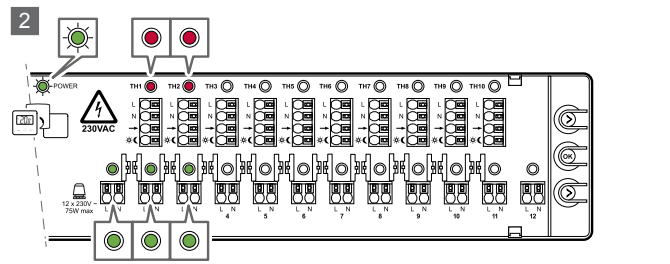 2
POWER TH1 TH2 TH3 TH4 TH5 TH6 TH7 TH8 TH9 TH10
L L L L L L L L L L
N N N N N N N N N N
230VAC
OK
12 x 230V ~
75W max
L N L N L N L N L N L N L N L N L N L N L N L N
4 5 6 7 8 9 10 11 12